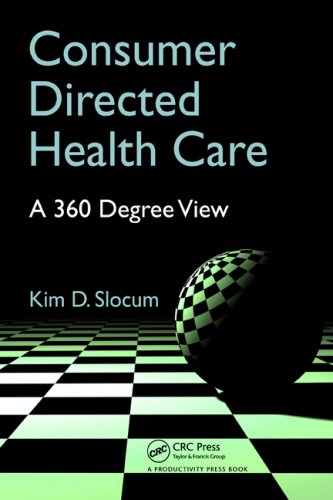 Consumer
Directed
Health Care
A 360 Degree View
Kim D. Slocum
CRC
CRC Press
Taylor & Francis Group
A PRODUCTIVITY PRESS BOOK